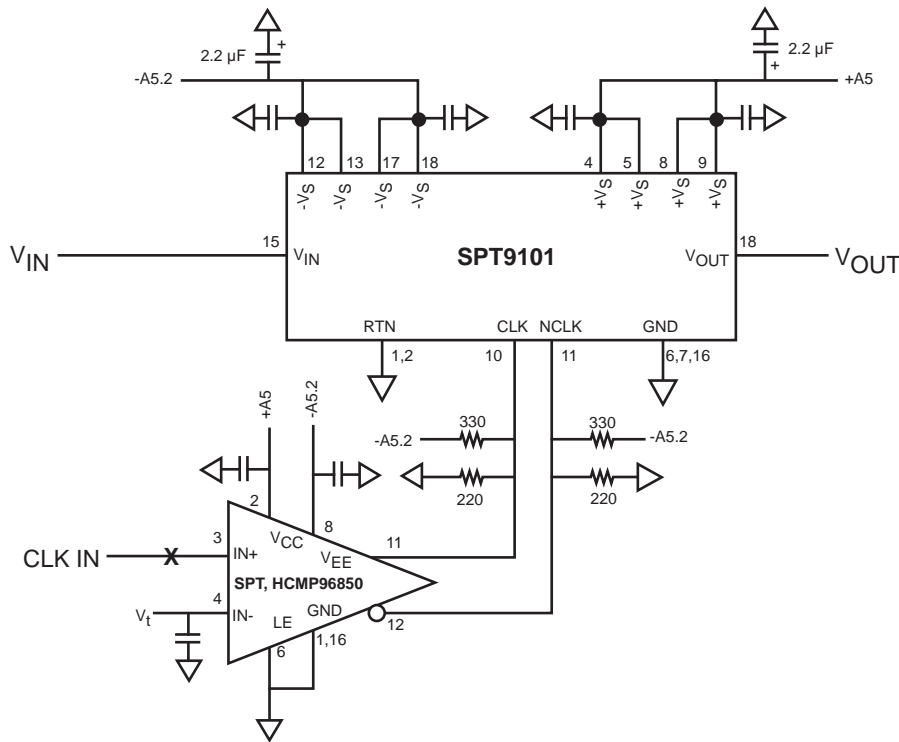 2.2 µF
+
2.2 µF
+
-A5.2
+A5
12 13 17 18
4 5 8 9
-VS -VS -VS -VS
+VS +VS +VS +VS
VIN
15
VIN
SPT9101
VOUT
18
VOUT
RTN
CLK
NCLK
GND
1,2
10
11
6,7,16
+A5
-A5.2
330
330
-A5.2
-A5.2
220
220
2
8
CLK IN
X
3
IN+
VCC
VEE
11
SPT, HCMP96850
Vt
4
IN-
LE
GND
12
6
1,16